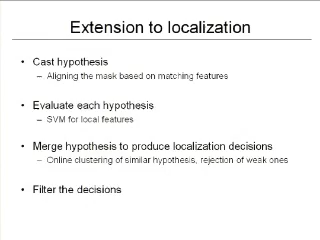 Extension to localization
• Cast hypothesis
– Aligning the mask based on matching features
• Evaluate each hypothesis
– SVM for local features
• Merge hypothesis to produce localization decisions
– Online clustering of similar hypothesis, rejection of weak ones
• Filter the decisions